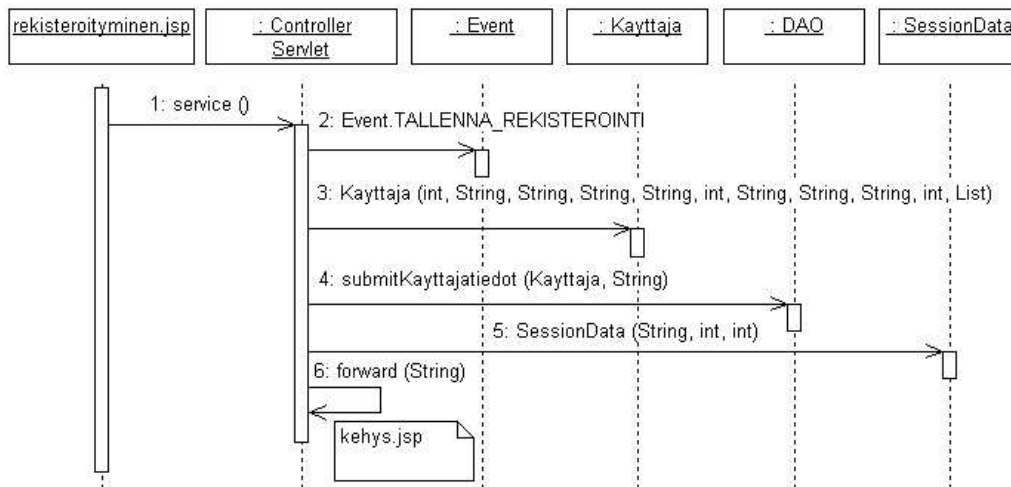 rekisteroityminen.jsp
: Controller
Servlet
: Event
: Kayttaja
: DAO
: SessionData
1: service ()
2: Event.TALLENNA_REKISTEROINTI
3: Kayttaja (int, String, String, String, String, int, String, String, String, int, List)
4: submitKayttajatiedot (Kayttaja, String)
5: SessionData (String, int, int)
6: forward (String)
kehys.jsp